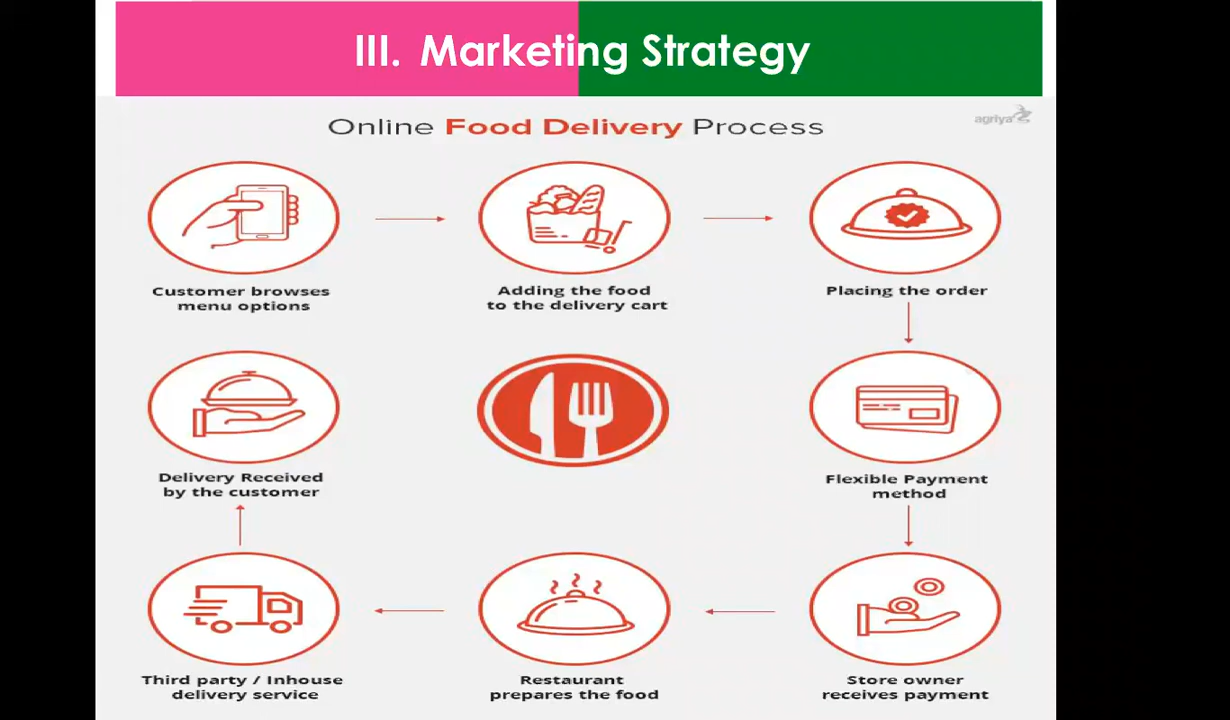 III. Marketing Strategy
agriya
Online Food Delivery Process
Customer browses
menu options
Adding the food
to the delivery cart
Placing the order
Delivery Received
by the customer
Flexible Payment
method
Third party / Inhouse
delivery service
Restaurant
prepares the food
Store owner
receives payment